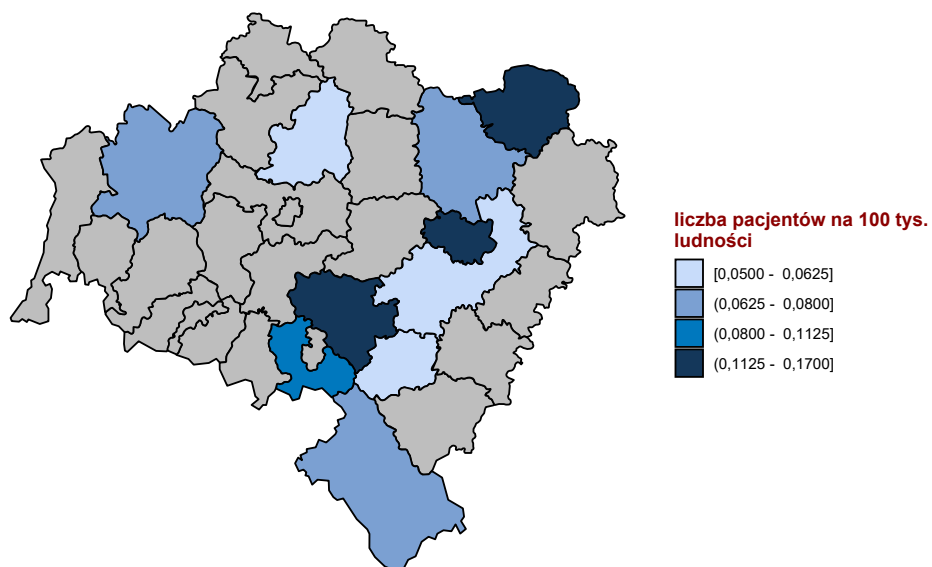 liczba pacjentów na 100 tys.
ludności
[0,0500 - 0,0625]
(0,0625 - 0,0800]
(0,0800 - 0,1125]
(0,1125 - 0,1700]